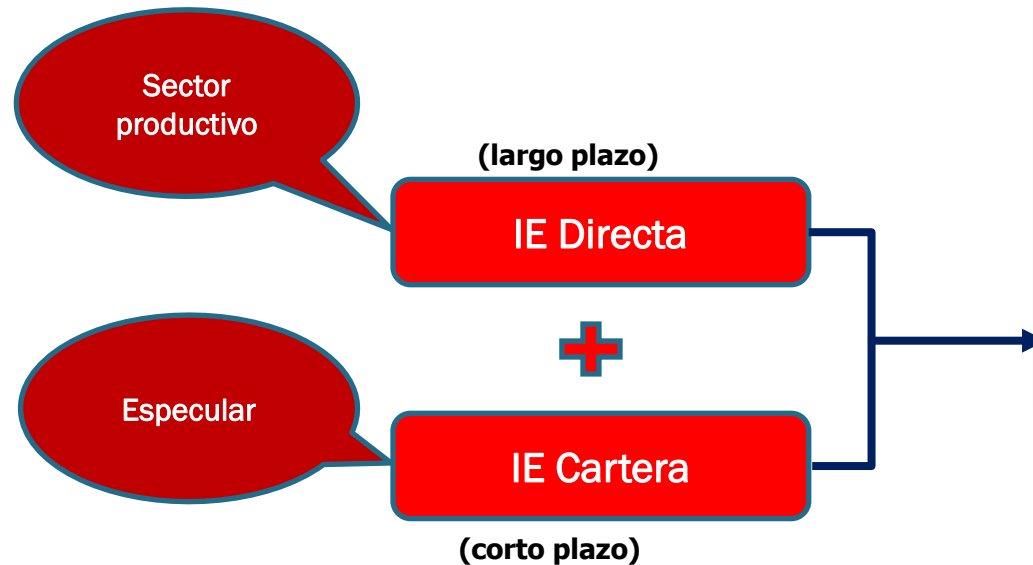 Sector
productivo
(largo plazo)
IE Directa
Especular
IE Cartera
(corto plazo)